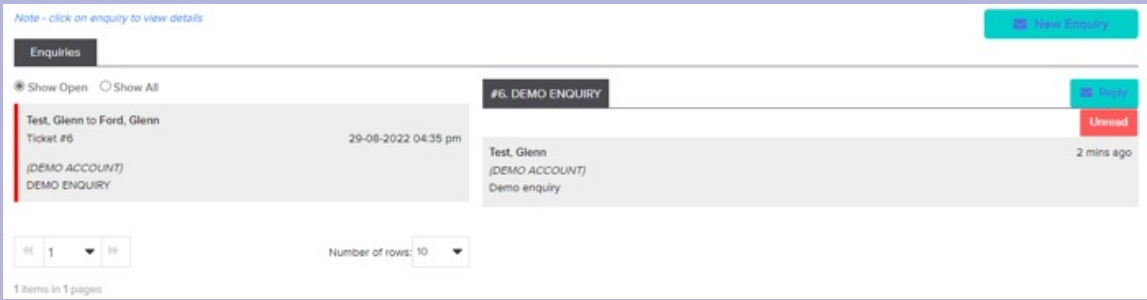 Note - click on enquiry to view details
New Enquiry
Enquiries
Show Open Show All
Test, Glenn to Ford, Glenn
Ticket #6 29-08-2022 04:35 pm
(DEMO ACCOUNT)
DEMO ENQUIRY
1
Number of rows: 10
1 items in 1 pages
#6. DEMO ENQUIRY
Reply
Unread
Test, Glenn 2 mins ago
(DEMO ACCOUNT)
Demo enquiry